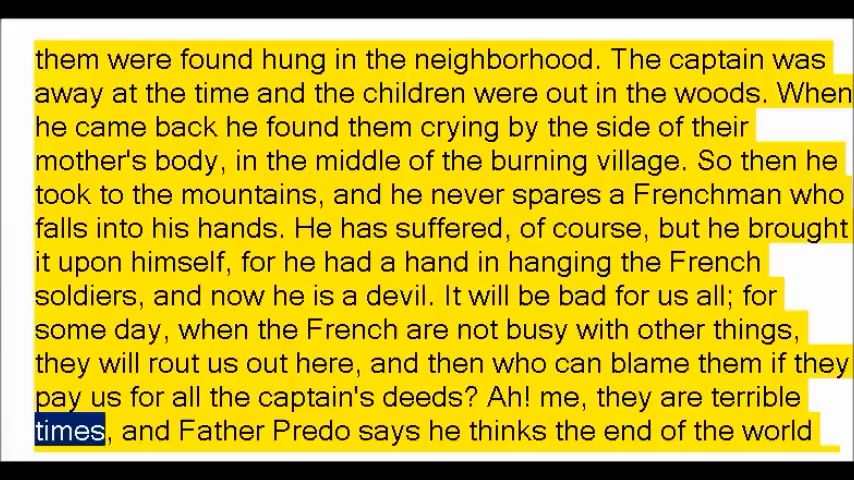 them were found hung in the neighborhood. The captain was
away at the time and the children were out in the woods. When
he came back he found them crying by the side of their
mother's body, in the middle of the burning village. So then he
took to the mountains, and he never spares a Frenchman who
falls into his hands. He has suffered, of course, but he brought
it upon himself, for he had a hand in hanging the French
soldiers, and now he is a devil. It will be bad for us all; for
some day, when the French are not busy with other things,
they will rout us out here, and then who can blame them if they
pay us for all the captain's deeds? Ah! me, they are terrible
times, and Father Predo says he thinks the end of the world